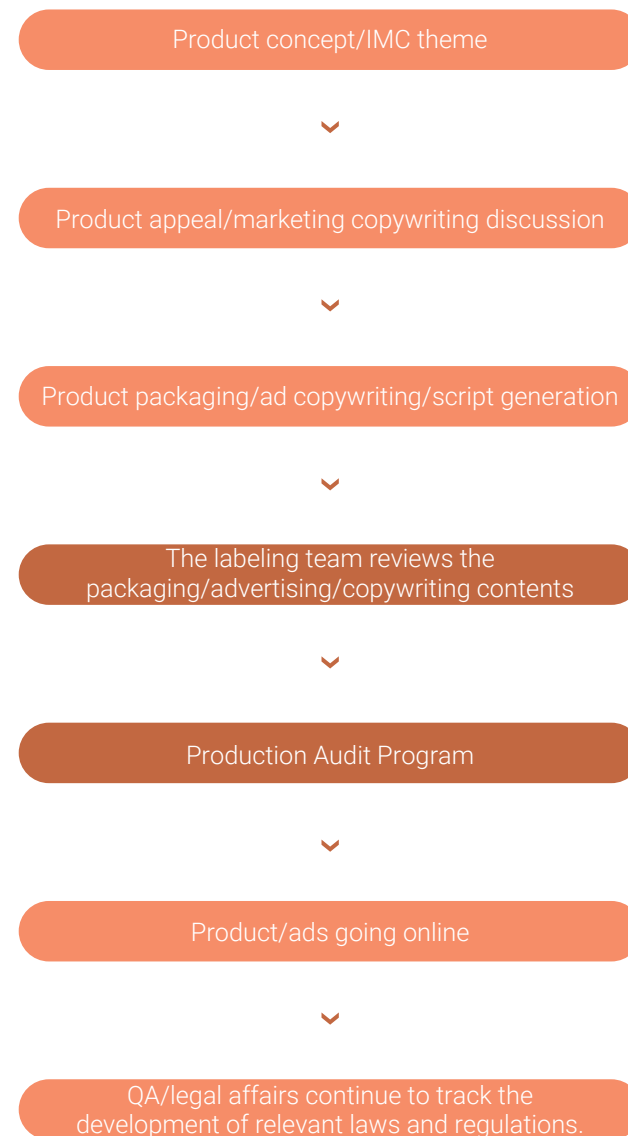 Product concept/IMC theme
Product appeal/marketing copywriting discussion
Product packaging/ad copywriting/script generation
The labeling team reviews the
packaging/advertising/copywriting contents
Production Audit Program
Product/ads going online
QA/legal affairs continue to track the
development of relevant laws and regulations.